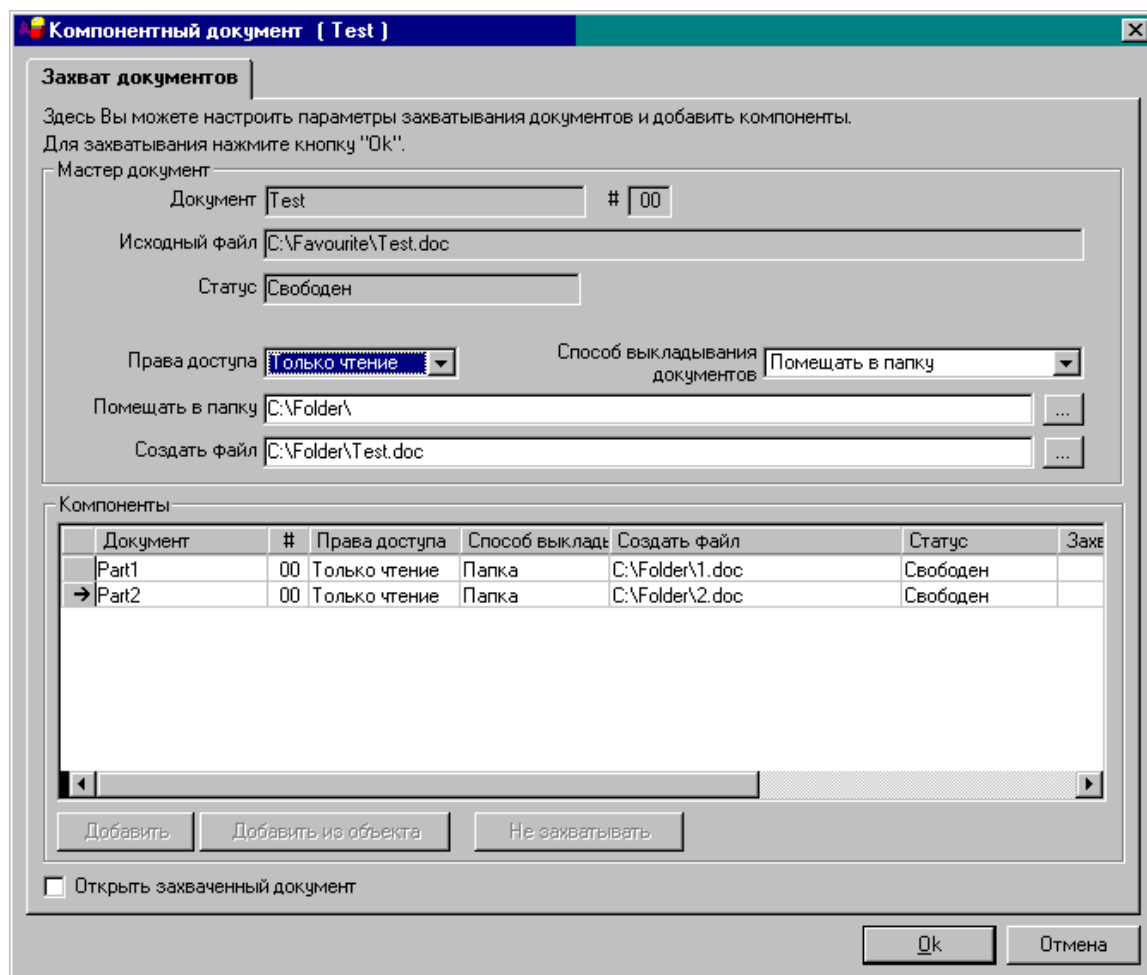 Компонентный документ ( Test )
Захват документов
Здесь Вы можете настроить параметры захватывания документов и добавить компоненты.
Для захватывания нажмите кнопку "Ok".
Мастер документ
Документ Test # 00
Исходный файл C:\Favourite\Test.doc
Статус Свободен
Права доступа Только чтение Способ выкладывания документов Помещать в папку
Помещать в папку C:\Folder\ ...
Создать файл C:\Folder\Test.doc ...
Компоненты
Документ # Права доступа Способ выкладь Создать файл Статус Захв
Part1 00 Только чтение Папка C:\Folder\1.doc Свободен
Part2 00 Только чтение Папка C:\Folder\2.doc Свободен
Добавить Добавить из объекта Не захватывать
Открыть захваченный документ
Ok Отмена